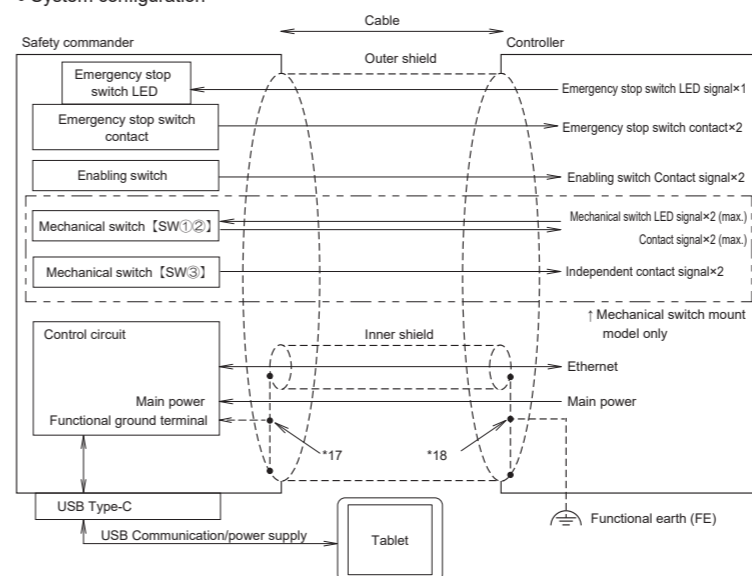 • System configuration
Cable
Safety commander
Controller
Outer shield
Emergency stop
switch LED
Emergency stop switch LED signal×1
Emergency stop switch
contact
Emergency stop switch contact×2
Enabling switch
Enabling switch Contact signal×2
Mechanical switch【SW①②】
Mechanical switch LED signal×2 (max.)
Contact signal×2 (max.)
Mechanical switch【SW③】
Independent contact signal×2
↑Mechanical switch mount
model only
Control circuit
Inner shield
Ethernet
Main power
Main power
Functional ground terminal
*17
*18
USB Type-C
Functional earth (FE)
USB Communication/power supply
Tablet